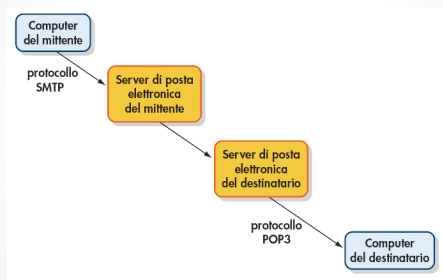 Computer
del mittente
protocollo
SMTP
Server di posta
elettronica
del mittente
Server di posta
elettronica
del destinatario
protocollo
POP3
Computer
del destinatario